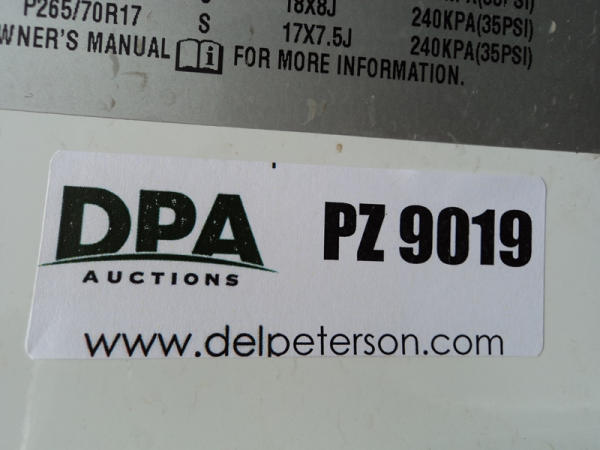 18X8J
P265/70R17 S 17X7.5J 240KPA(35PSI)
240KPA(35PSI)
WNER'S MANUAL FOR MORE INFORMATION.
DPA
AUCTIONS
PZ 9019
www.delpeterson.com